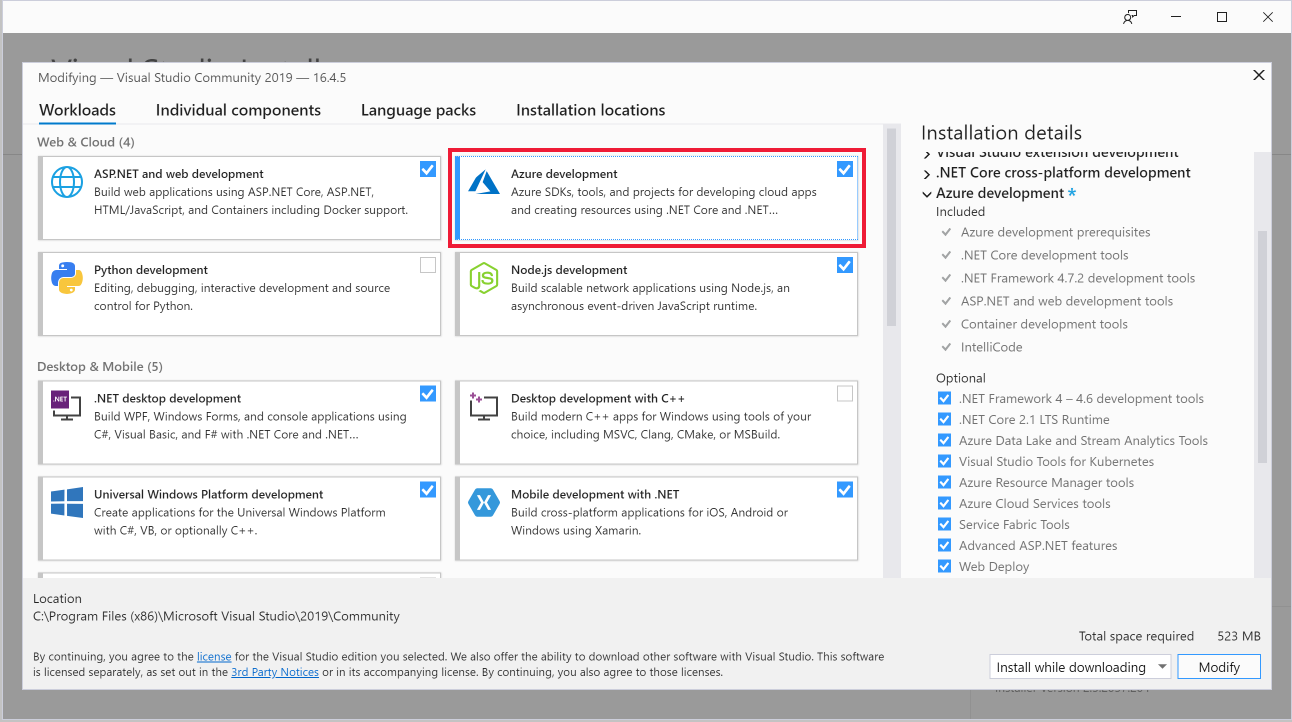 Modifying — Visual Studio Community 2019 — 16.4.5
Workloads
Individual components
Language packs
Installation locations
Web & Cloud (4)
ASP.NET and web development
Build web applications using ASP.NET Core, ASP.NET,
HTML/JavaScript, and Containers including Docker support.
Azure development
Azure SDKs, tools, and projects for developing cloud apps
and creating resources using .NET Core and .NET...
Python development
Editing, debugging, interactive development and source
control for Python.
JS
Node.js development
Build scalable network applications using Node.js, an
asynchronous event-driven JavaScript runtime.
Desktop & Mobile (5)
.NET
.NET desktop development
Build WPF, Windows Forms, and console applications using
C#, Visual Basic, and F# with .NET Core and .NET...
Desktop development with C++
Build modern C++ apps for Windows using tools of your
choice, including MSVC, Clang, CMake, or MSBuild.
Universal Windows Platform development
Create applications for the Universal Windows Platform
with C#, VB, or optionally C++.
Mobile development with .NET
Build cross-platform applications for iOS, Android or
Windows using Xamarin.
Installation details
Visual Studio extension development
.NET Core cross-platform development
Azure development *
Included
Azure development prerequisites
.NET Core development tools
.NET Framework 4.7.2 development tools
ASP.NET and web development tools
Container development tools
IntelliCode
Optional
.NET Framework 4 – 4.6 development tools
.NET Core 2.1 LTS Runtime
Azure Data Lake and Stream Analytics Tools
Visual Studio Tools for Kubernetes
Azure Resource Manager tools
Azure Cloud Services tools
Service Fabric Tools
Advanced ASP.NET features
Web Deploy
Location
C:\Program Files (x86)\Microsoft Visual Studio\2019\Community
Total space required 523 MB
By continuing, you agree to the license for the Visual Studio edition you selected. We also offer the ability to download other software with Visual Studio. This software
is licensed separately, as set out in the 3rd Party Notices or in its accompanying license. By continuing, you also agree to those licenses.
Install while downloading
Modify